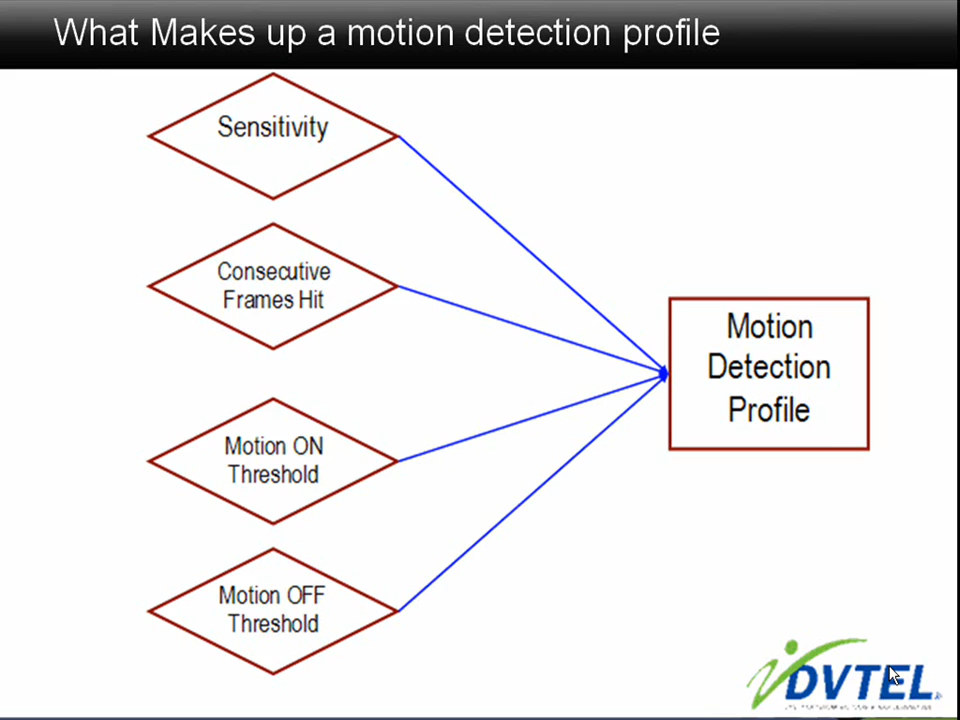 What Makes up a motion detection profile
Sensitivity
Consecutive
Frames Hit
Motion ON
Threshold
Motion OFF
Threshold
Motion
Detection
Profile
DVTEL